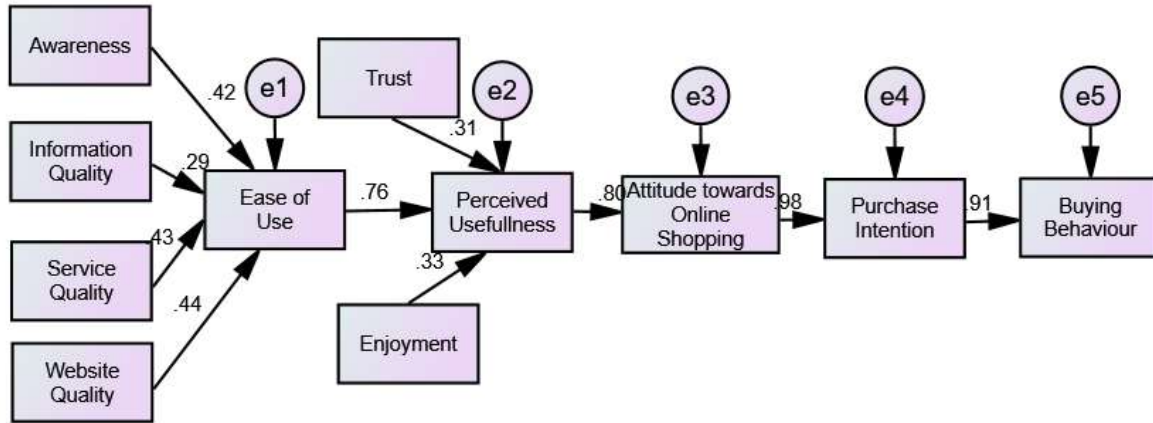 Awareness
.42
e1
Trust
e2
.31
e3
e4
e5
Information
Quality
.29
Ease of
Use
.76
Perceived
Usefullness
.80
Attitude towards
Online
Shopping
.98
Purchase
Intention
.91
Buying
Behaviour
.43
Service
Quality
.44
.33
Enjoyment
Website
Quality